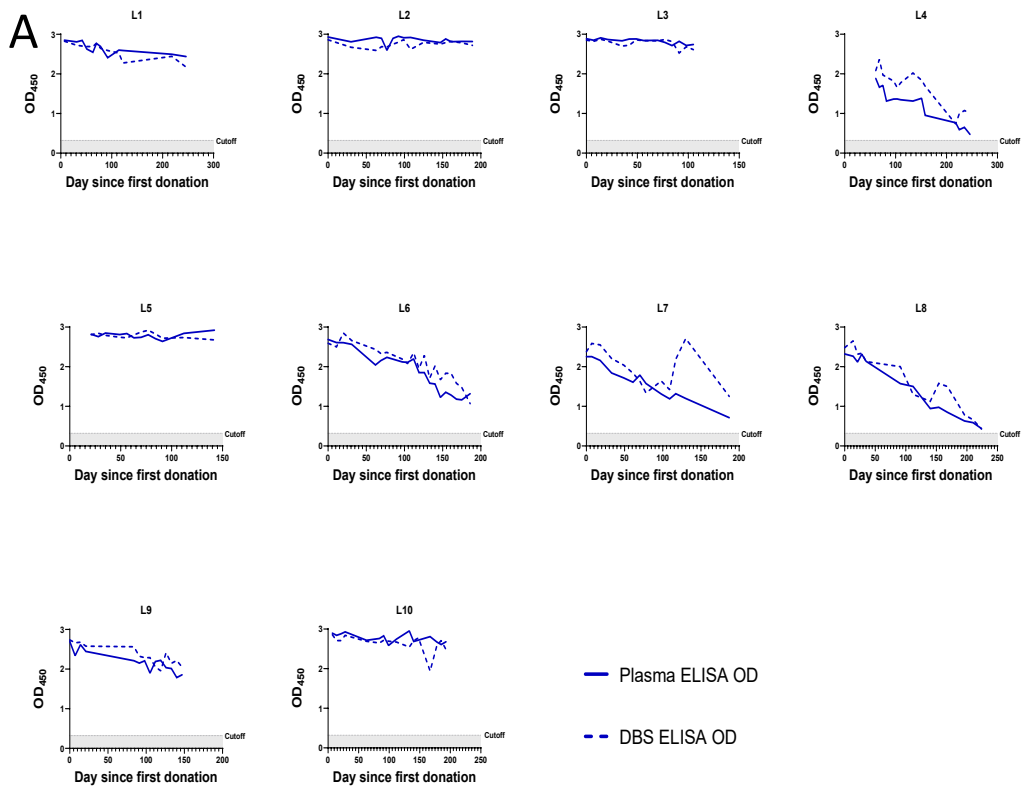 A
L1
OD450
3
2
1
0
Cutoff
0 100 200 300
Day since first donation
L2
OD450
3
2
1
0
Cutoff
0 50 100 150 200
Day since first donation
L3
OD450
3
2
1
0
Cutoff
0 50 100 150
Day since first donation
L4
OD450
3
2
1
0
Cutoff
0 100 200 300
Day since first donation
L5
OD450
3
2
1
0
Cutoff
0 50 100 150
Day since first donation
L6
OD450
3
2
1
0
Cutoff
0 50 100 150 200
Day since first donation
L7
OD450
3
2
1
0
Cutoff
0 50 100 150 200
Day since first donation
L8
OD450
3
2
1
0
Cutoff
0 50 100 150 200 250
Day since first donation
L9
OD450
3
2
1
0
Cutoff
0 50 100 150 200
Day since first donation
L10
OD450
3
2
1
0
Cutoff
0 50 100 150 200 250
Day since first donation
Plasma ELISA OD
DBS ELISA OD